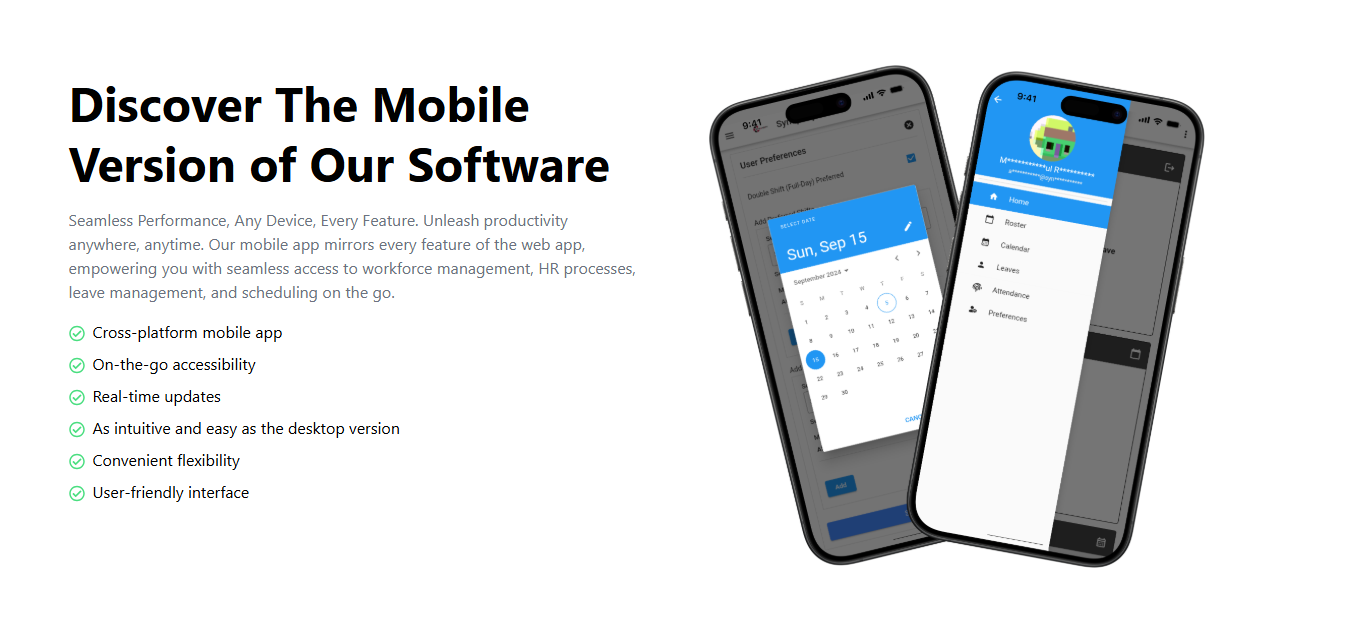 Discover The Mobile
Version of Our Software
Seamless Performance, Any Device, Every Feature. Unleash productivity
anywhere, anytime. Our mobile app mirrors every feature of the web app,
empowering you with seamless access to workforce management, HR processes,
leave management, and scheduling on the go.
Cross-platform mobile app
On-the-go accessibility
Real-time updates
As intuitive and easy as the desktop version
Convenient flexibility
User-friendly interface
9:41
User Preferences
Double Shift (Full Day) Preferred
SELECT DATE
Sun, Sep 15
September 2024
S M T W T F S
1 2 3 4 5 6 7
8 9 10 11 12 13 14
15 16 17 18 19 20
22 23 24 25 26 27
29 30
Add
9:41
M***********ul R**********
Home
Roster
Calendar
Leaves
Attendance
Preferences